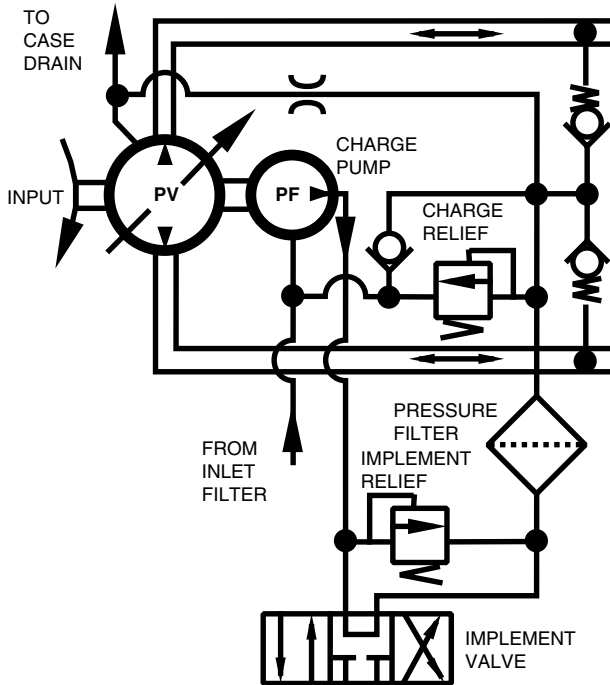 TO
CASE
DRAIN
CHARGE
PUMP
INPUT
PV
PF
CHARGE
RELIEF
PRESSURE
FILTER
FROM
INLET
FILTER
IMPLEMENT
RELIEF
IMPLEMENT
VALVE